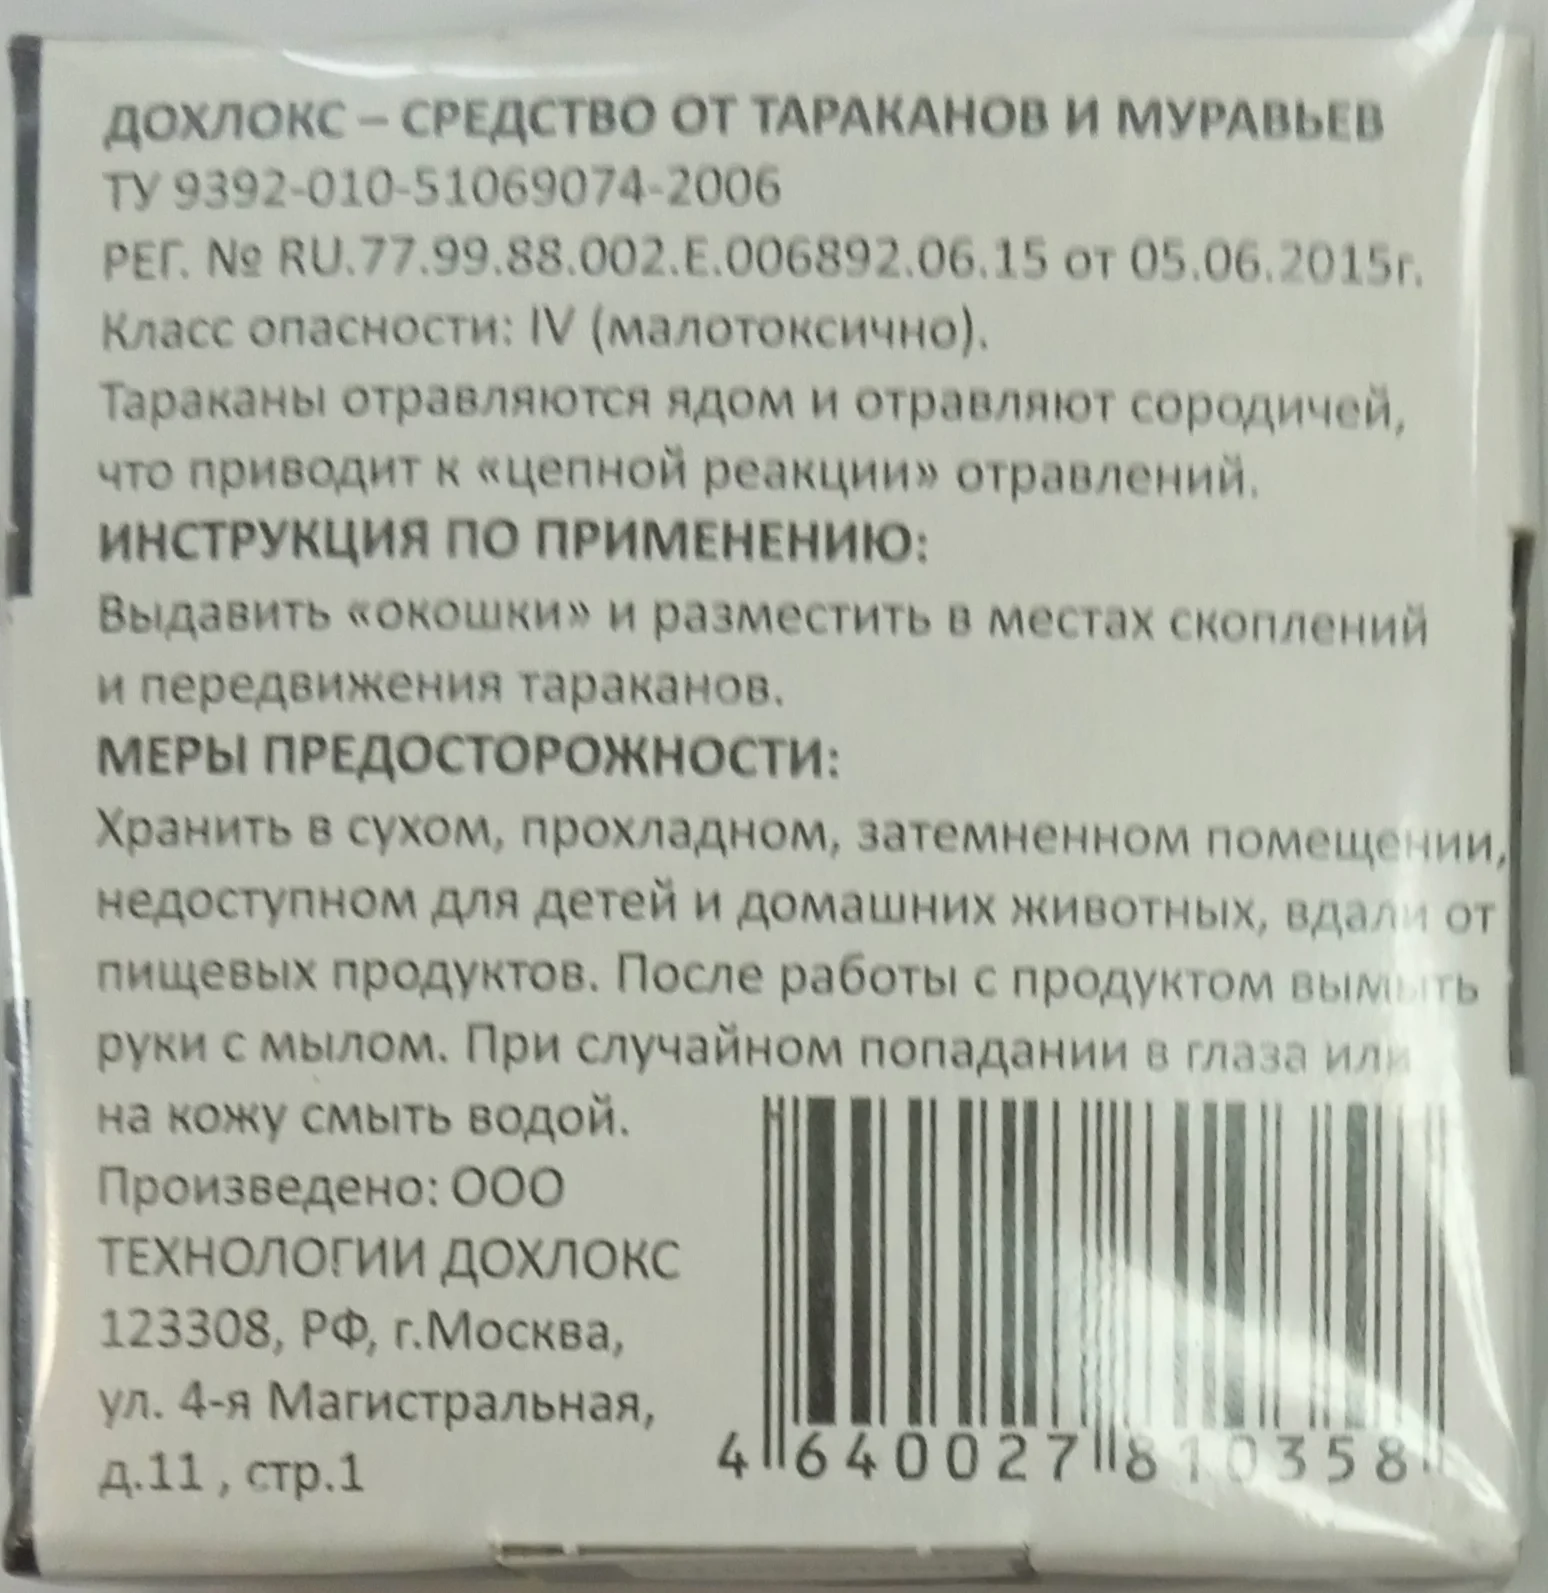 ДОХЛОКС – СРЕДСТВО ОТ ТАРАКАНОВ И МУРАВЬЕВ
ТУ 9392-010-51069074-2006
РЕГ. № RU.77.99.88.002.Е.006892.06.15 от 05.06.2015г.
Класс опасности: IV (малотоксично).
Тараканы отравляются ядом и отравляют сородичей,
что приводит к «цепной реакции» отравлений.
ИНСТРУКЦИЯ ПО ПРИМЕНЕНИЮ:
Выдавить «окошки» и разместить в местах скоплений
и передвижения тараканов.
МЕРЫ ПРЕДОСТОРОЖНОСТИ:
Хранить в сухом, прохладном, затемненном помещении,
недоступном для детей и домашних животных, вдали от
пищевых продуктов. После работы с продуктом вымыть
руки с мылом. При случайном попадании в глаза или
на кожу смыть водой.
Произведено: ООО
ТЕХНОЛОГИИ ДОХЛОКС
123308, РФ, г.Москва,
ул. 4-я Магистральная,
д.11 , стр.1
4 640027 810358